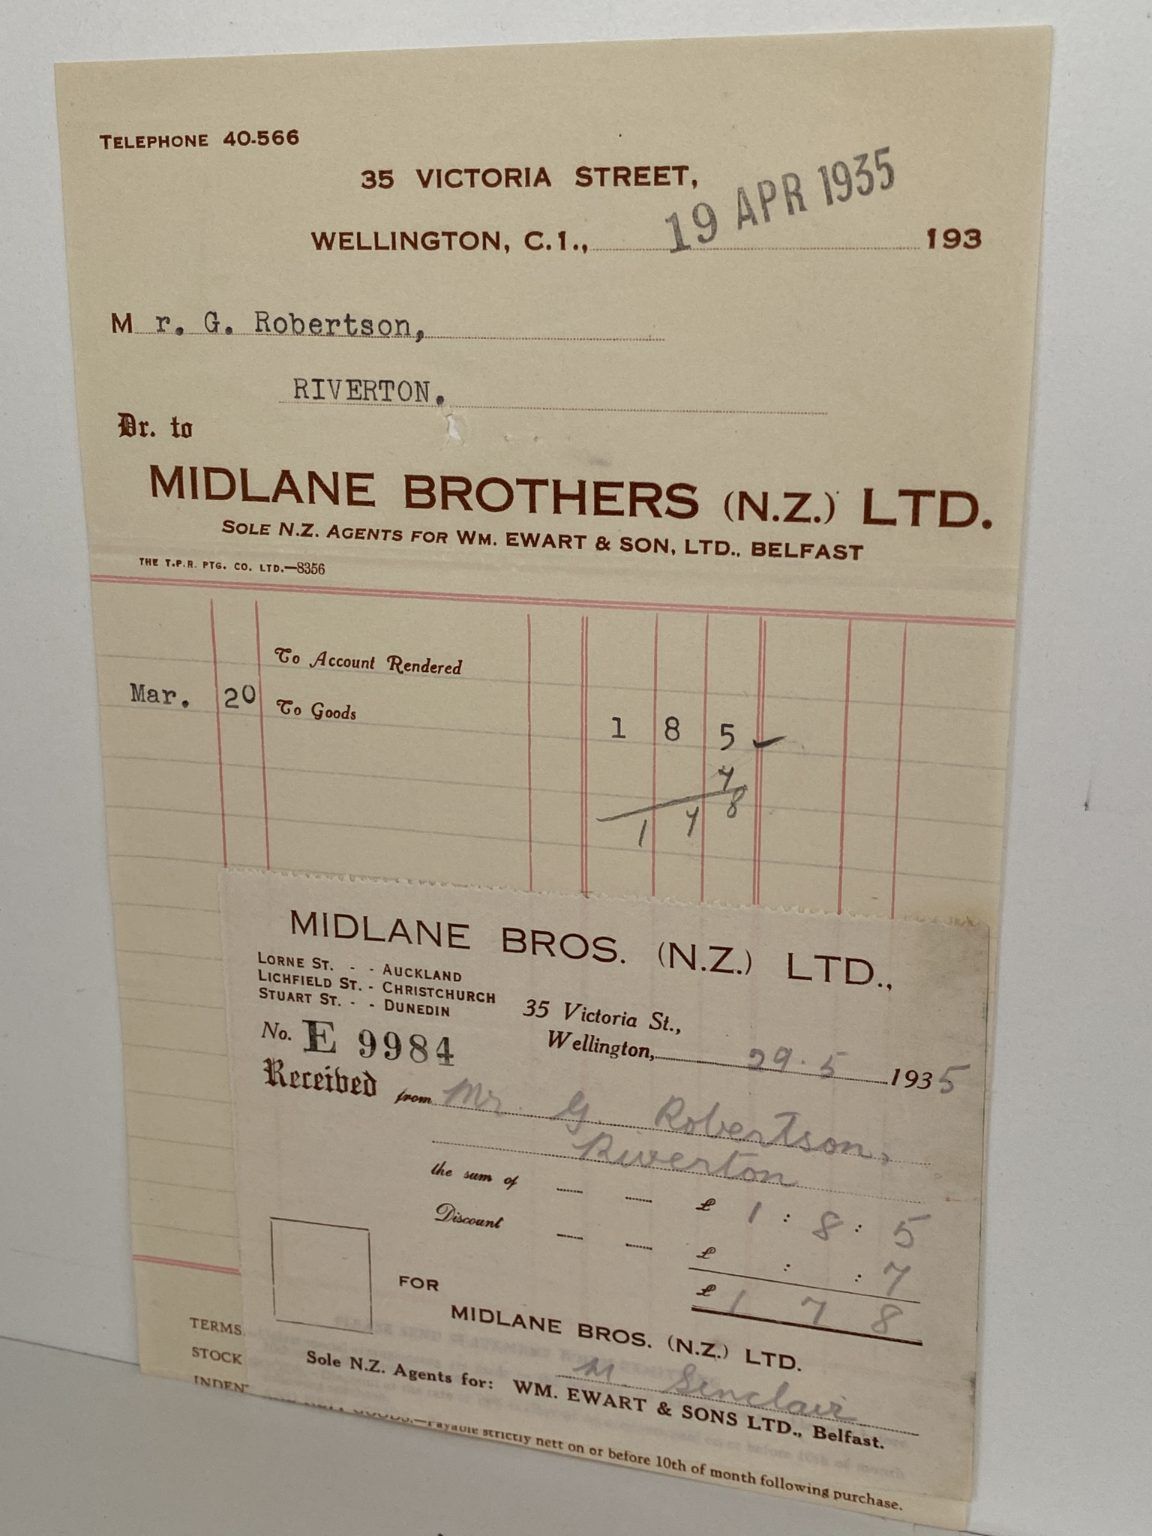 TELEPHONE 40-566
35 VICTORIA STREET,
19 APR 1935
WELLINGTON, C.1., 193
Mr. G. Robertson,
RIVERTON.
Dr. to
MIDLANE BROTHERS (N.Z.) LTD.
SOLE N.Z. AGENTS FOR WM. EWART & SON, LTD., BELFAST
THE T.P.R. PTG. CO. LTD.—8356
To Account Rendered
Mar. 20 To Goods 1 8 5 ✓
7
1 7 8
MIDLANE BROS. (N.Z.) LTD.,
LORNE ST. - - AUCKLAND
LICHFIELD ST. - CHRISTCHURCH
STUART ST. - - DUNEDIN
35 Victoria St.,
Wellington, 29.5 1935
No. E 9984
Received from Mr. G. Robertson,
Riverton
the sum of £ 1 : 8 : 5
Discount £ : : 7
£ 1 7 8
FOR
MIDLANE BROS. (N.Z.) LTD.
M. Sinclair
Sole N.Z. Agents for: WM. EWART & SONS LTD., Belfast.
TERMS
STOCK
INDENT
—Payable strictly nett on or before 10th of month following purchase.